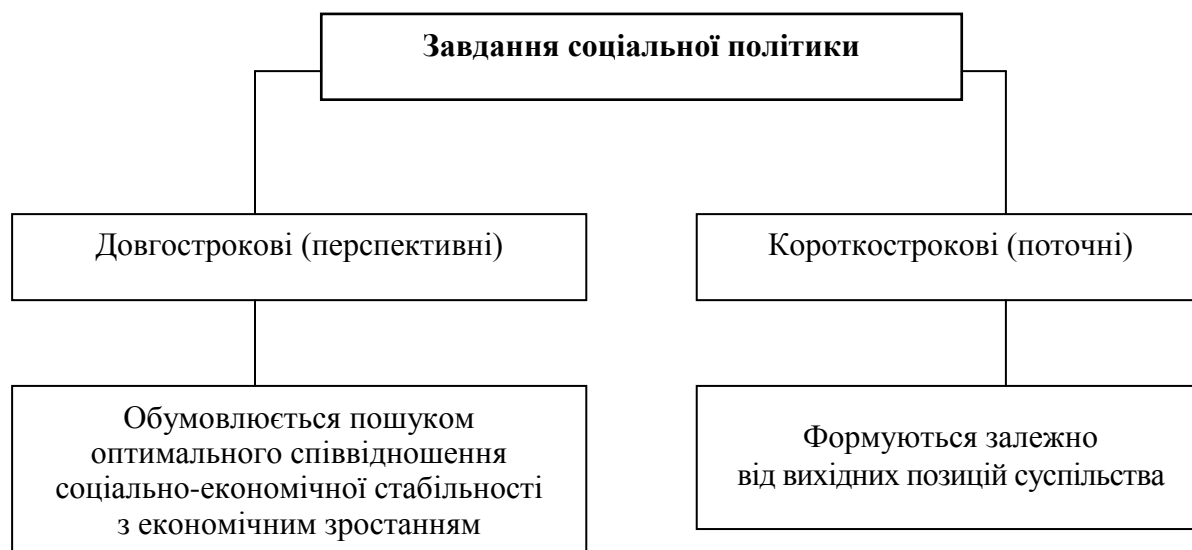 Завдання соціальної політики
Довгострокові (перспективні)
Короткострокові (поточні)
Обумовлюється пошуком
оптимального співвідношення
соціально-економічної стабільності
з економічним зростанням
Формуються залежно
від вихідних позицій суспільства